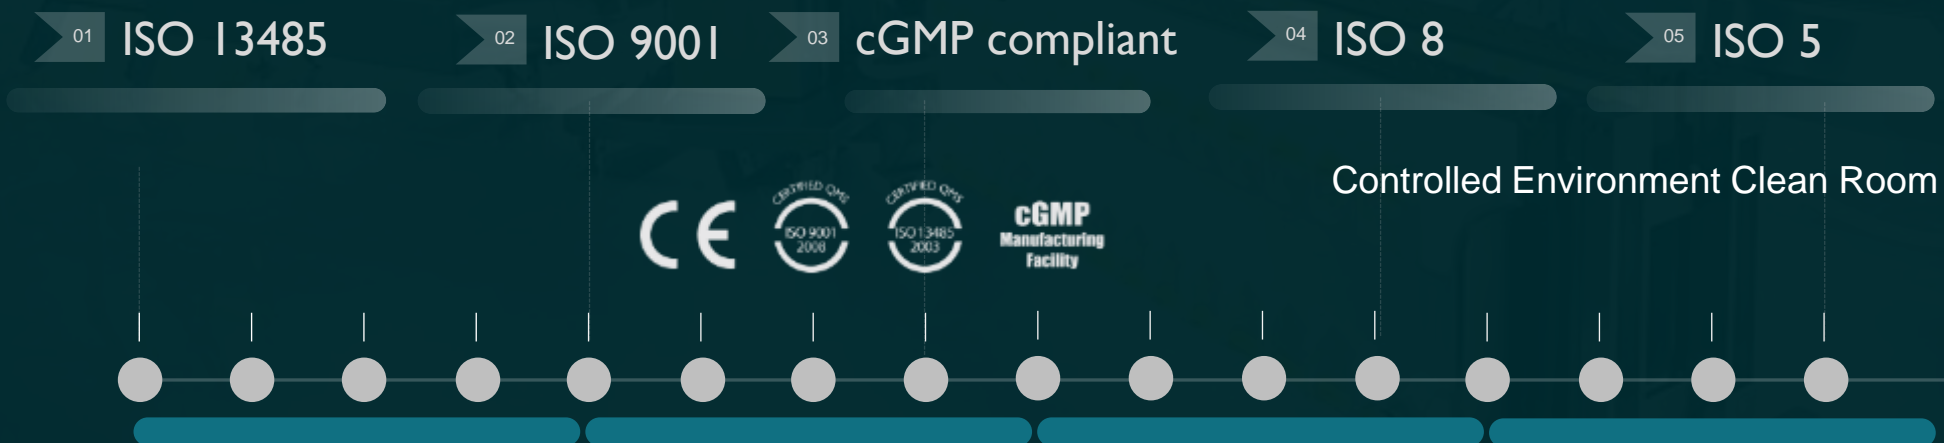 01 ISO 13485
02 ISO 9001
03 cGMP compliant
04 ISO 8
05 ISO 5
Controlled Environment Clean Room
CE
CERTIFIED QMS
ISO 9001
2008
CERTIFIED QMS
ISO 13485
2003
cGMP
Manufacturing
Facility